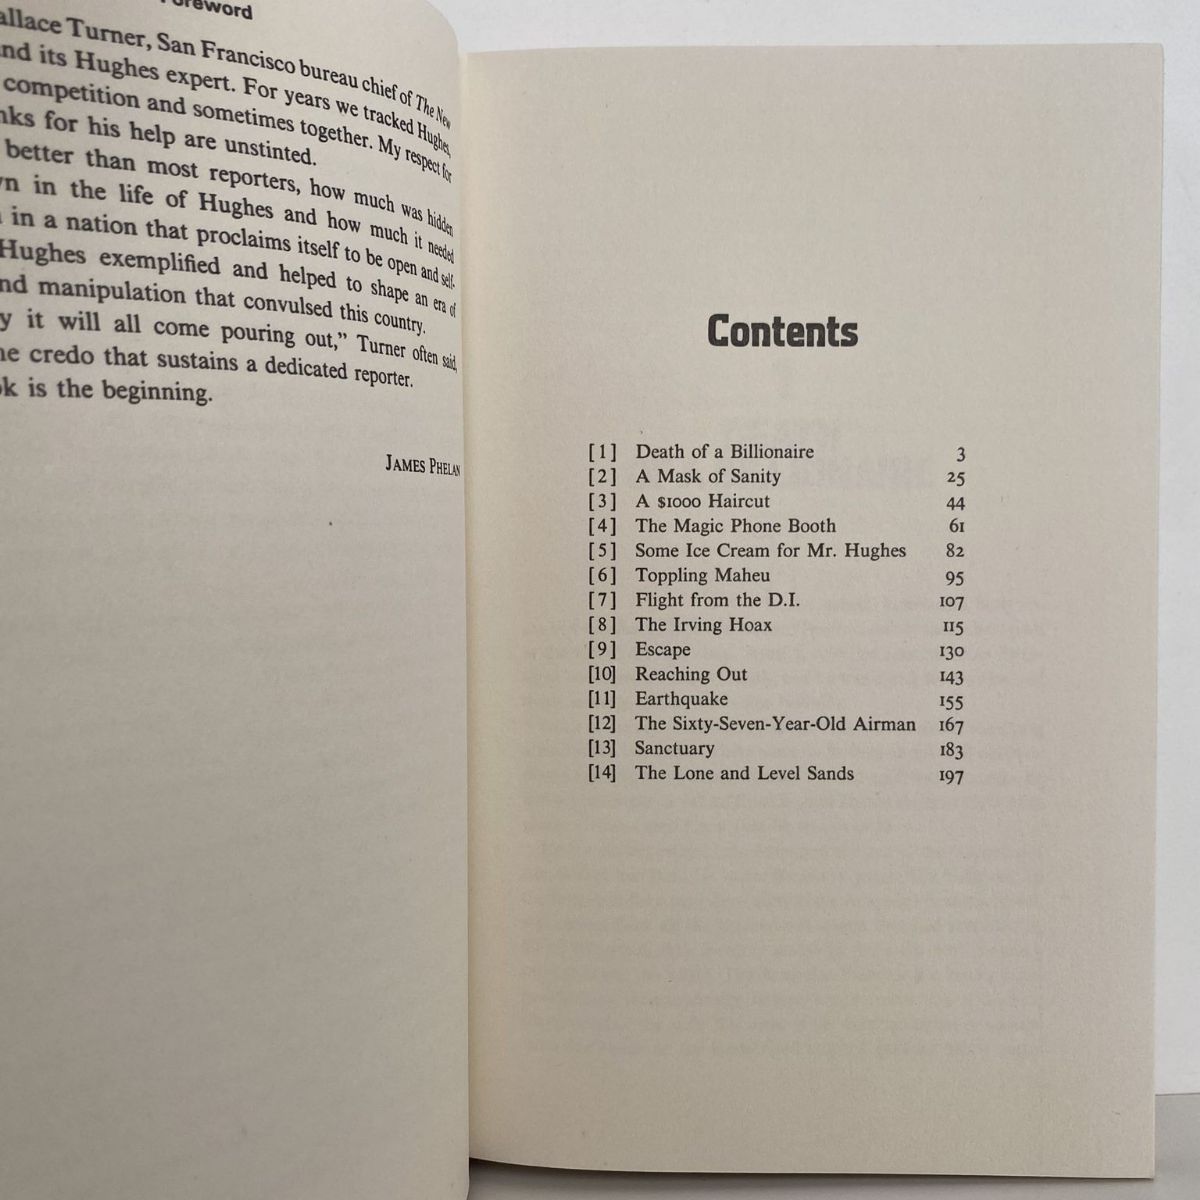 Foreword
allace Turner, San Francisco bureau chief of The New
nd its Hughes expert. For years we tracked Hughes,
competition and sometimes together. My respect for
nks for his help are unstinted.
better than most reporters, how much was hidden
n in the life of Hughes and how much it needed
in a nation that proclaims itself to be open and self-
Hughes exemplified and helped to shape an era of
nd manipulation that convulsed this country.
y it will all come pouring out,” Turner often said,
he credo that sustains a dedicated reporter.
ok is the beginning.
JAMES PHELAN
Contents
[1] Death of a Billionaire 3
[2] A Mask of Sanity 25
[3] A $1000 Haircut 44
[4] The Magic Phone Booth 61
[5] Some Ice Cream for Mr. Hughes 82
[6] Toppling Maheu 95
[7] Flight from the D.I. 107
[8] The Irving Hoax 115
[9] Escape 130
[10] Reaching Out 143
[11] Earthquake 155
[12] The Sixty-Seven-Year-Old Airman 167
[13] Sanctuary 183
[14] The Lone and Level Sands 197